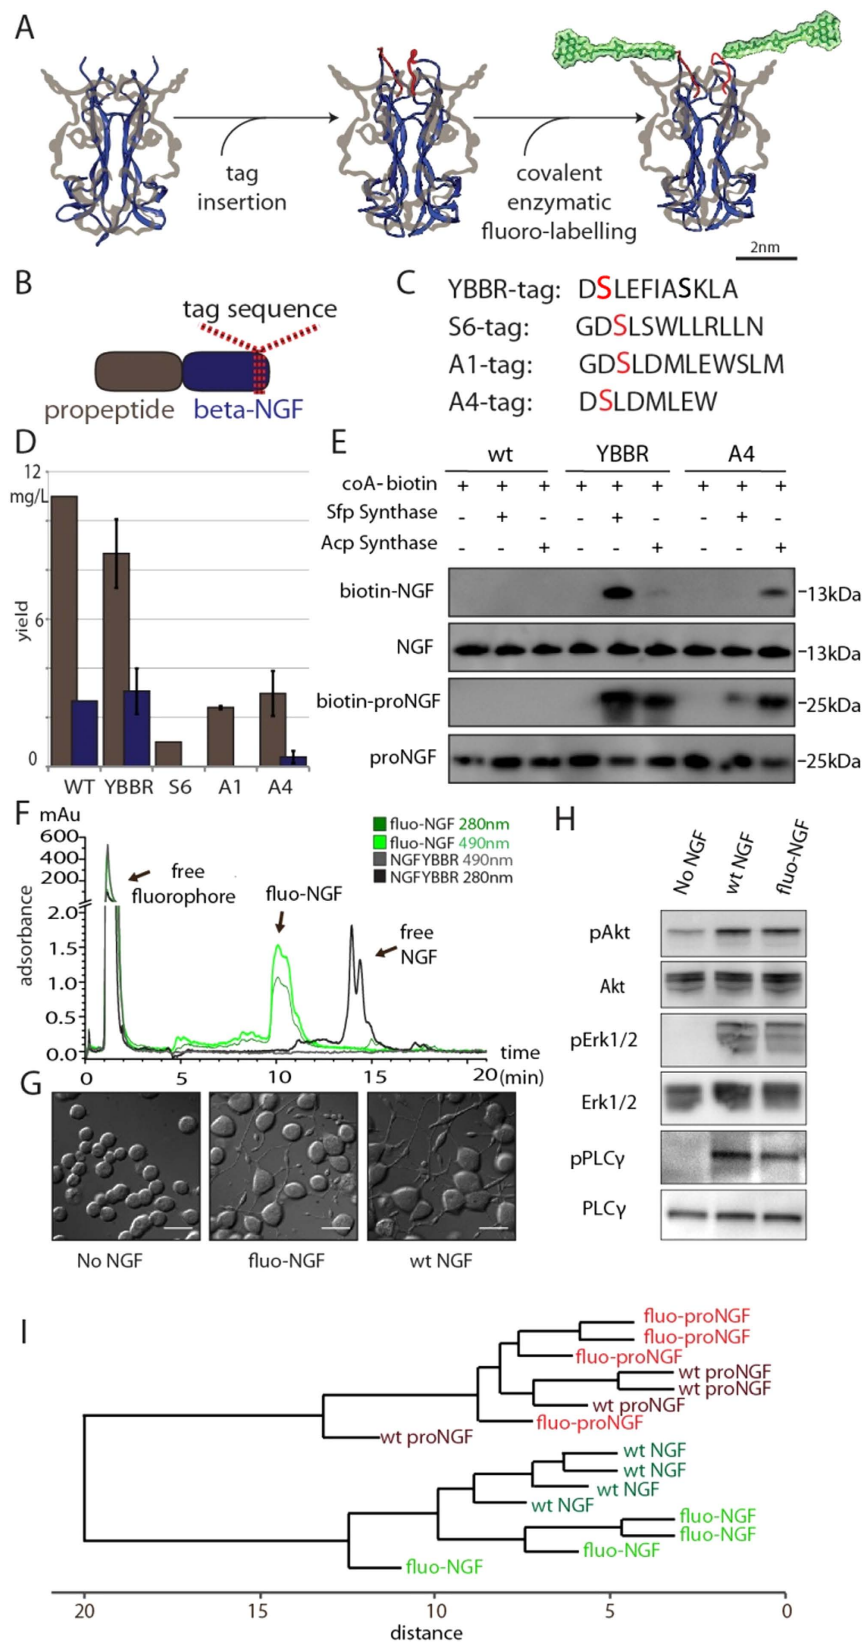 A
tag
insertion
covalent
enzymatic
fluoro-labelling
2nm
B
tag sequence
propeptide beta-NGF
C
YBBR-tag: DSLEFIASKLA
S6-tag: GDSLSWLLRLLN
A1-tag: GDSLDMLEWSLM
A4-tag: DSLDMLEW
D
12
mg/L
6
yield
0
WT YBBR S6 A1 A4
E
wt YBBR A4
coA-biotin + + + + + + + + +
Sfp Synthase - + - - + - - + -
Acp Synthase - - + - - + - - +
biotin-NGF -13kDa
NGF -13kDa
biotin-proNGF -25kDa
proNGF -25kDa
F
mAu
600
400
200
2.0
1.5
1.0
0.5
0.0
adsorbance
free
fluorophore
fluo-NGF
free
NGF
fluo-NGF 280nm
fluo-NGF 490nm
NGFYBBR 490nm
NGFYBBR 280nm
0 5 10 15 20
time
(min)
G
No NGF fluo-NGF wt NGF
H
No NGF wt NGF fluo-NGF
pAkt
Akt
pErk1/2
Erk1/2
pPLCγ
PLCγ
I
fluo-proNGF
fluo-proNGF
fluo-proNGF
wt proNGF
wt proNGF
wt proNGF
fluo-proNGF
wt proNGF
wt NGF
wt NGF
wt NGF
wt NGF
fluo-NGF
fluo-NGF
fluo-NGF
fluo-NGF
20 15 10 5 0
distance